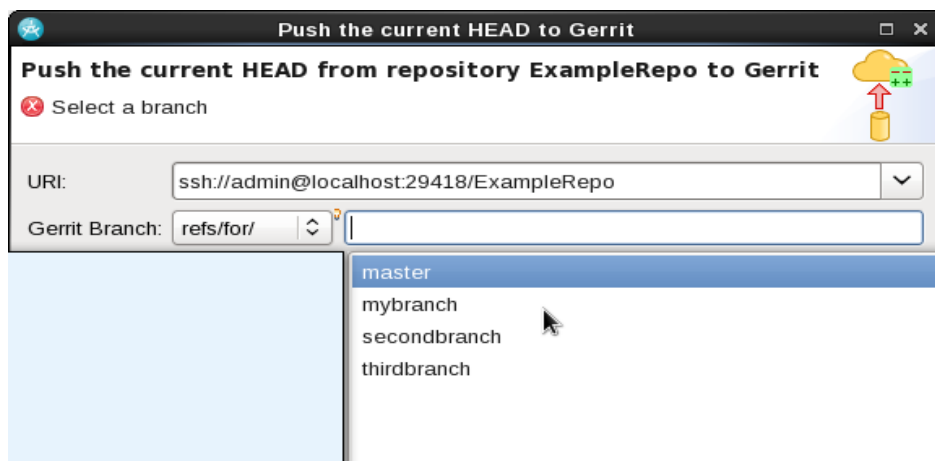 Push the current HEAD to Gerrit
Push the current HEAD from repository ExampleRepo to Gerrit
Select a branch
URI: ssh://admin@localhost:29418/ExampleRepo
Gerrit Branch: refs/for/
master
mybranch
secondbranch
thirdbranch